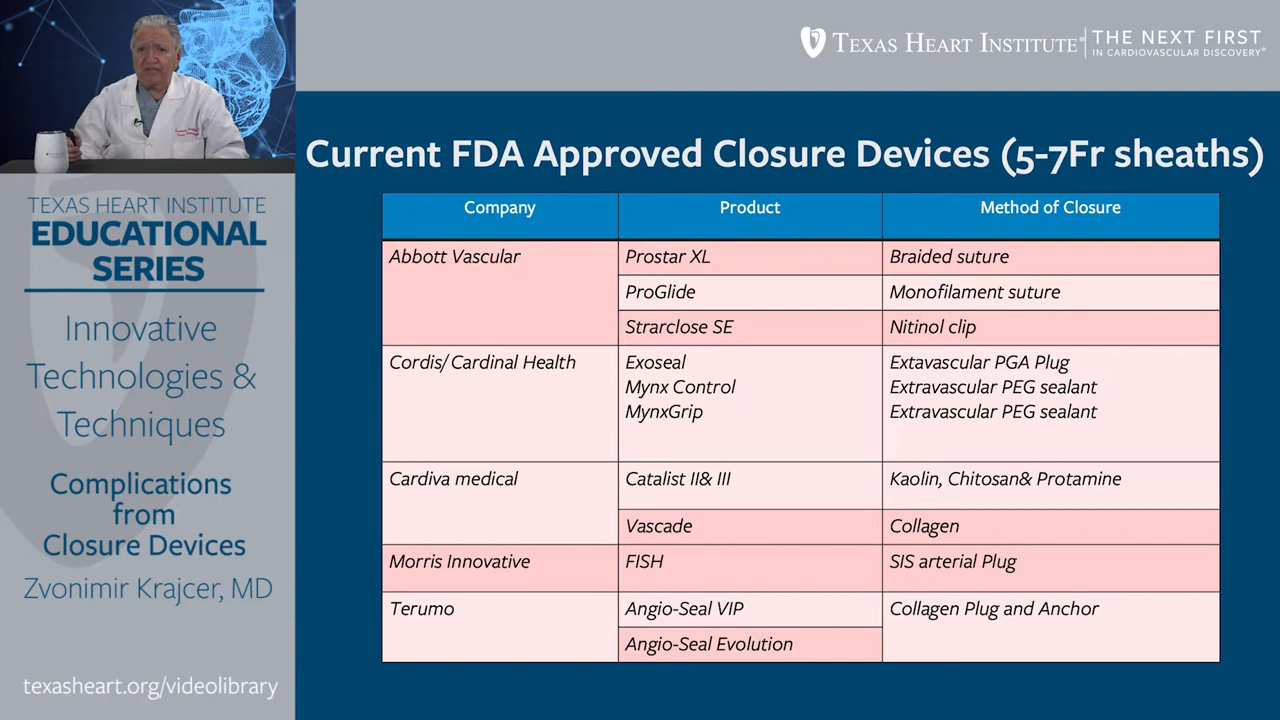 TEXAS HEART INSTITUTE®
THE NEXT FIRST
IN CARDIOVASCULAR DISCOVERY®
TEXAS HEART INSTITUTE
EDUCATIONAL
SERIES
Innovative
Technologies &
Techniques
Complications
from
Closure Devices
Zvonimir Krajcer, MD
texasheart.org/videolibrary
Current FDA Approved Closure Devices (5-7Fr sheaths)
Company Product Method of Closure
Abbott Vascular Prostar XL Braided suture
ProGlide Monofilament suture
Strarclose SE Nitinol clip
Cordis/ Cardinal Health Exoseal Extavascular PGA Plug
Mynx Control Extravascular PEG sealant
MynxGrip Extravascular PEG sealant
Cardiva medical Catalist II& III Kaolin, Chitosan& Protamine
Vascade Collagen
Morris Innovative FISH SIS arterial Plug
Terumo Angio-Seal VIP Collagen Plug and Anchor
Angio-Seal Evolution